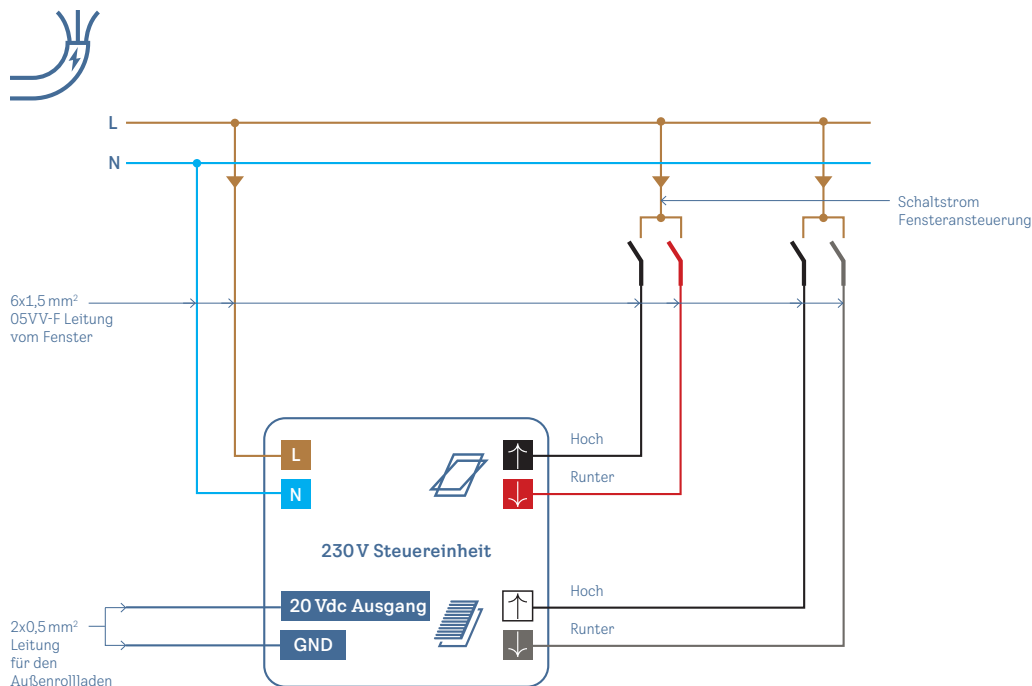 L
N
Schaltstrom
Fensteransteuerung
6x1,5 mm²
05VV-F Leitung
vom Fenster
L
N
Hoch
Runter
230 V Steuereinheit
20 Vdc Ausgang
GND
Hoch
Runter
2x0,5 mm²
Leitung
für den
Außenrollladen